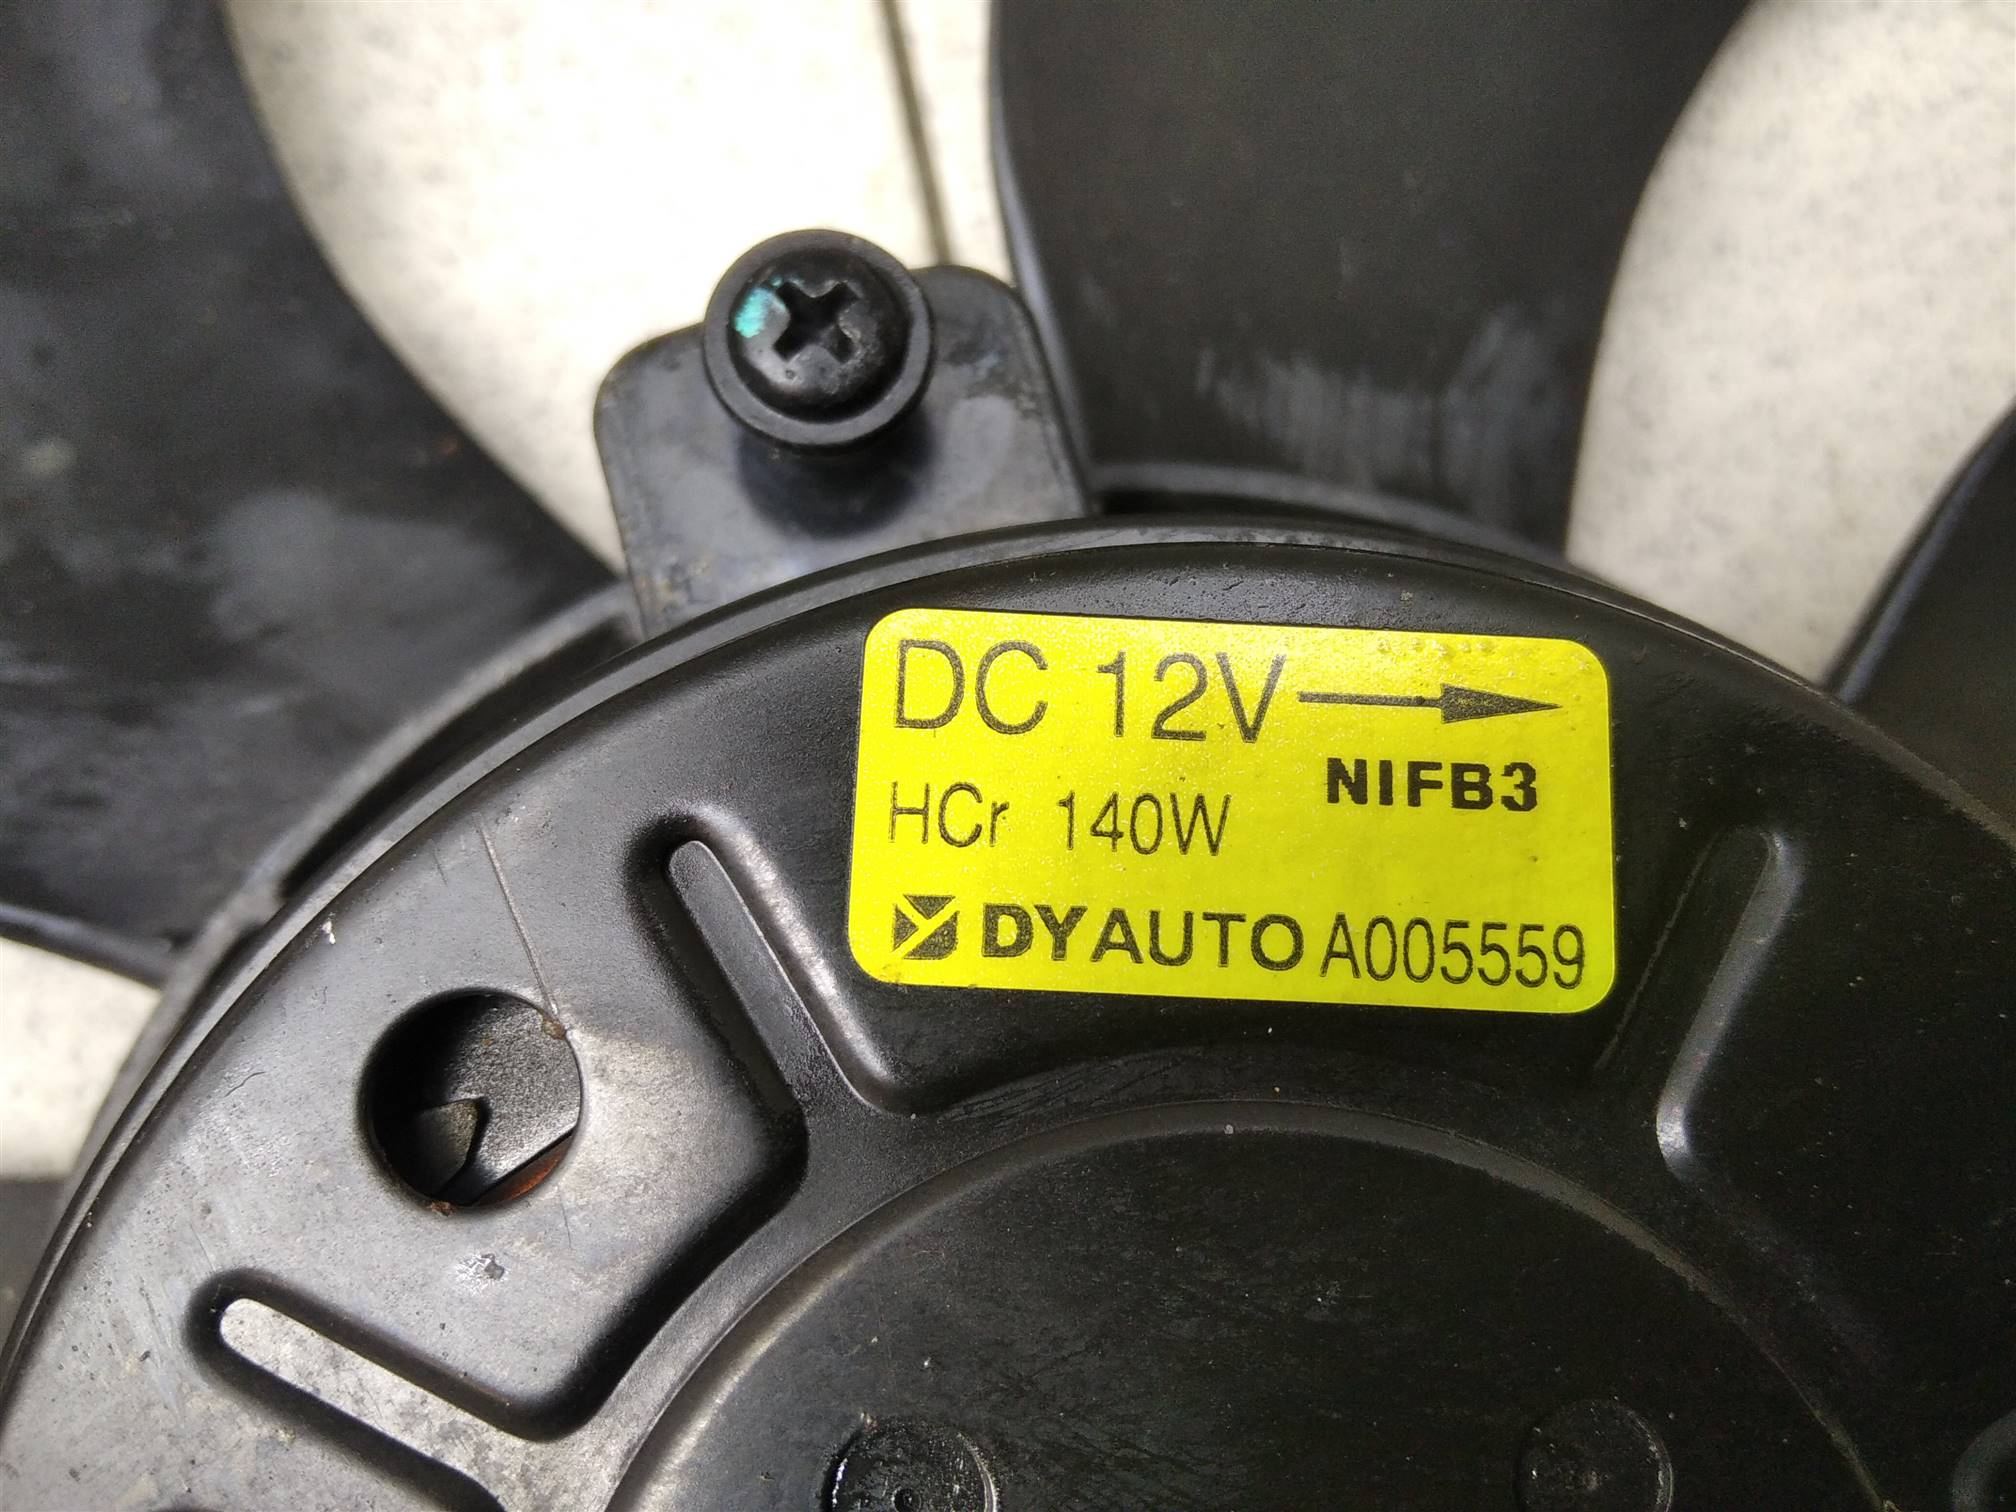 DC 12V
NIFB3
HCr 140W
DYAUTO A005559